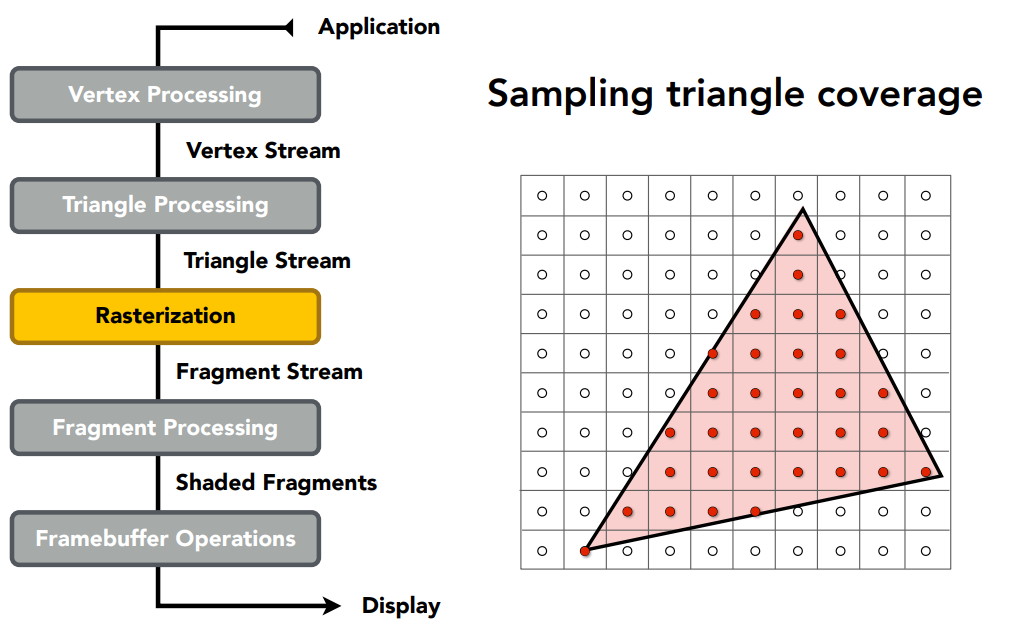 Application
Vertex Processing
Vertex Stream
Triangle Processing
Triangle Stream
Rasterization
Fragment Stream
Fragment Processing
Shaded Fragments
Framebuffer Operations
Display
Sampling triangle coverage